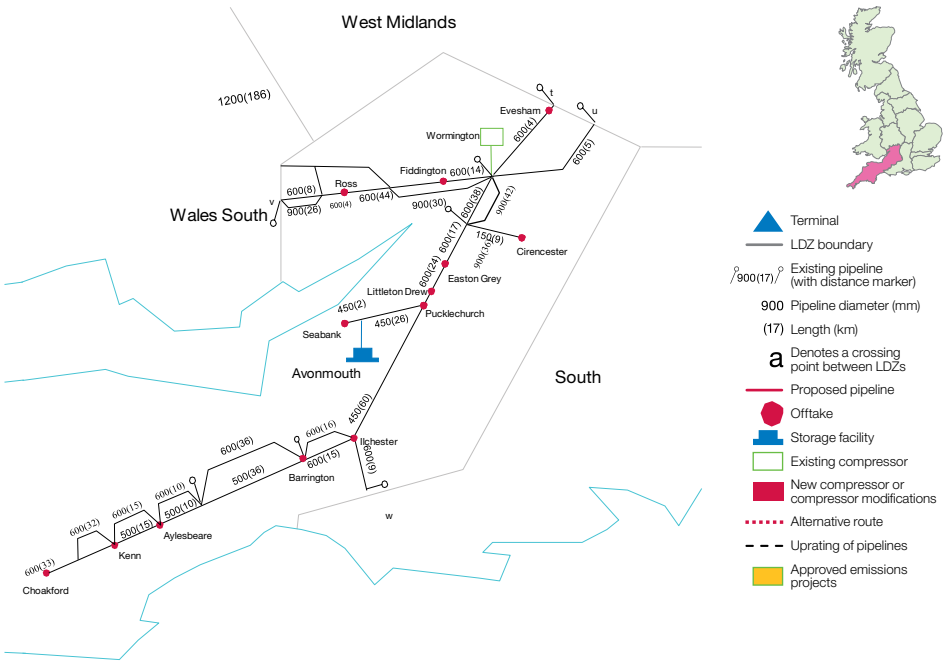 West Midlands
1200(186)
t
Evesham
u
Wormington
600(4)
600(5)
Fiddington
600(14)
Ross
600(8)
600(4)
600(44)
900(30)
600(38)
900(42)
v
900(26)
Wales South
600(17)
150(9)
900(36)
Cirencester
600(24)
Easton Grey
Littleton Drew
Pucklechurch
450(2)
450(26)
Seabank
Avonmouth
South
450(60)
600(16)
Ilchester
600(36)
600(15)
600(9)
Barrington
500(36)
600(10)
500(10)
600(15)
500(15)
Aylesbeare
w
600(32)
Kenn
600(33)
Choakford
Terminal
LDZ boundary
900(17) Existing pipeline
(with distance marker)
900 Pipeline diameter (mm)
(17) Length (km)
a Denotes a crossing
point between LDZs
Proposed pipeline
Offtake
Storage facility
Existing compressor
New compressor or
compressor modifications
Alternative route
Uprating of pipelines
Approved emissions
projects